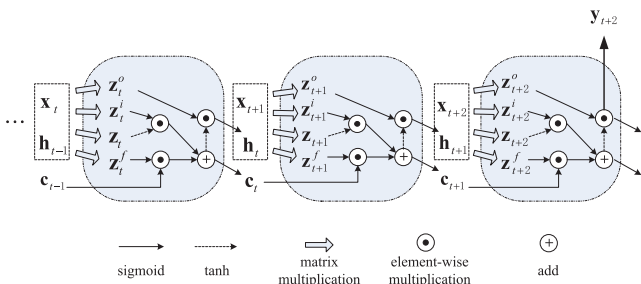 y_{t+2}
z_t^o z_{t+1}^o z_{t+2}^o
x_t z_t^i x_{t+1} z_{t+1}^i x_{t+2} z_{t+2}^i
... z_t z_{t+1} z_{t+2}
h_{t-1} z_t^f h_t z_{t+1}^f h_{t+1} z_{t+2}^f
c_{t-1} c_t c_{t+1}
sigmoid tanh matrix element-wise add
multiplication multiplication